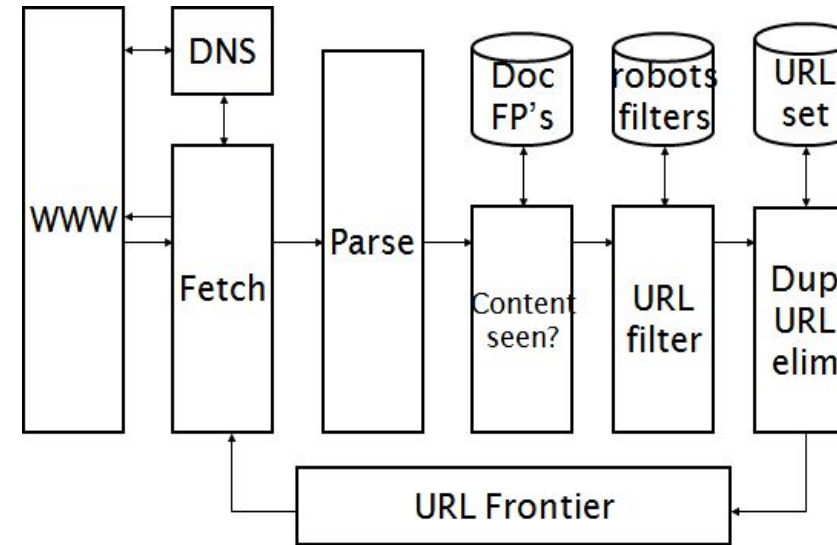 DNS
Doc
FP's
robots
filters
URL
set
WWW
Fetch
Parse
Content
seen?
URL
filter
Dup
URL
elim
URL Frontier